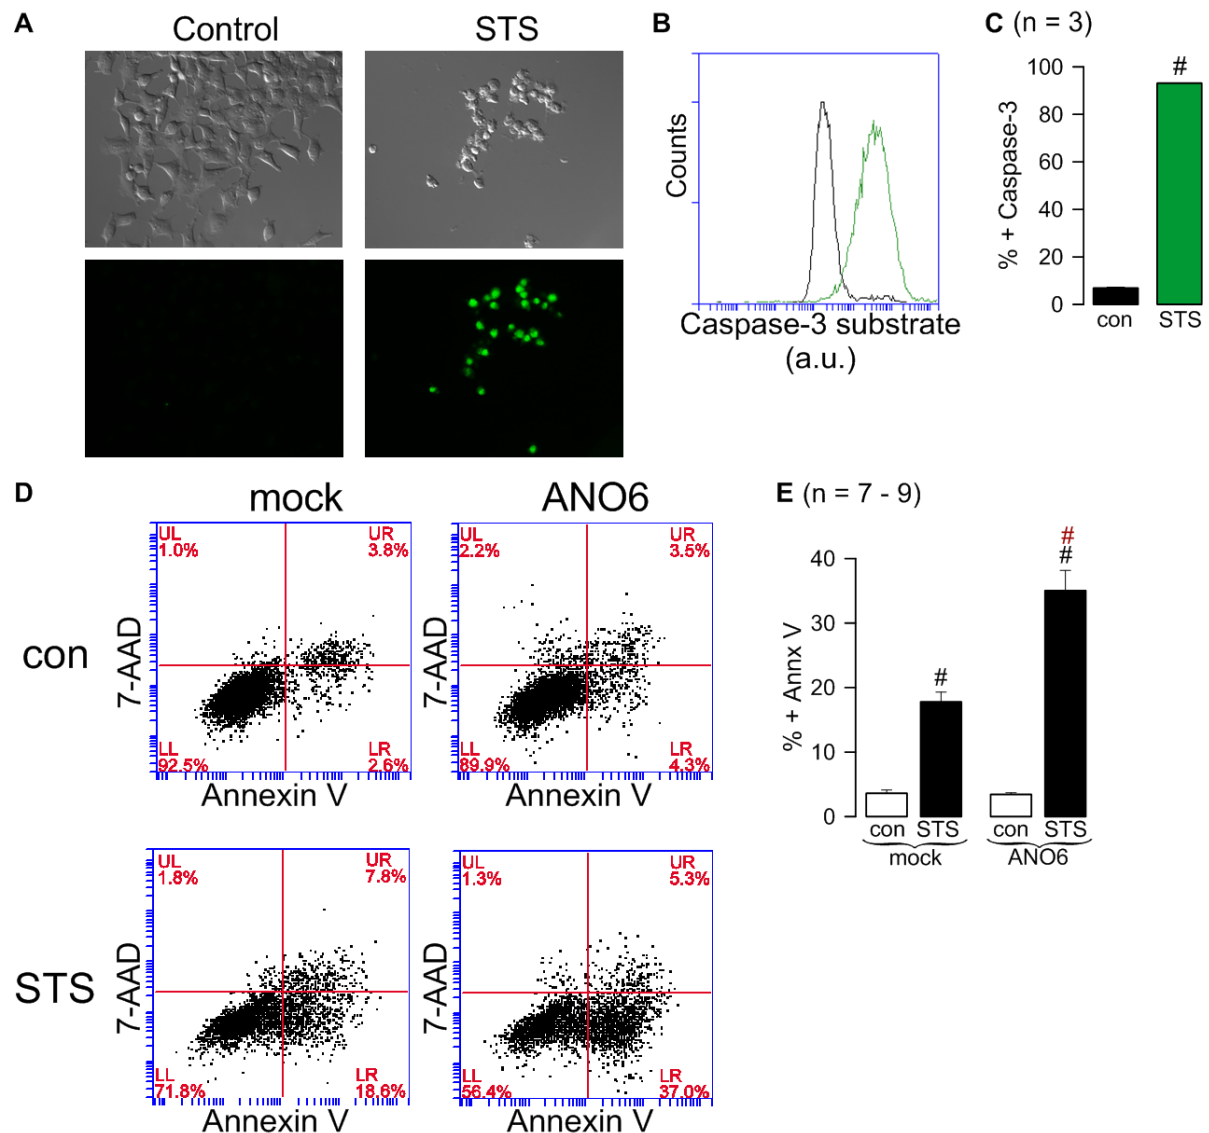 A
Control
STS
B
Counts
Caspase-3 substrate
(a.u.)
C (n = 3)
% + Caspase-3
100
80
60
40
20
0
#
con
STS
D
mock
ANO6
con
UL
1.0%
UR
3.8%
LL
92.5%
LR
2.6%
7-AAD
Annexin V
UL
2.2%
UR
3.5%
LL
89.9%
LR
4.3%
7-AAD
Annexin V
STS
UL
1.8%
UR
7.8%
LL
71.8%
LR
18.6%
7-AAD
Annexin V
UL
1.3%
UR
5.3%
LL
56.4%
LR
37.0%
7-AAD
Annexin V
E (n = 7 - 9)
% + Annx V
40
30
20
10
0
#
#
#
con STS con STS
mock ANO6